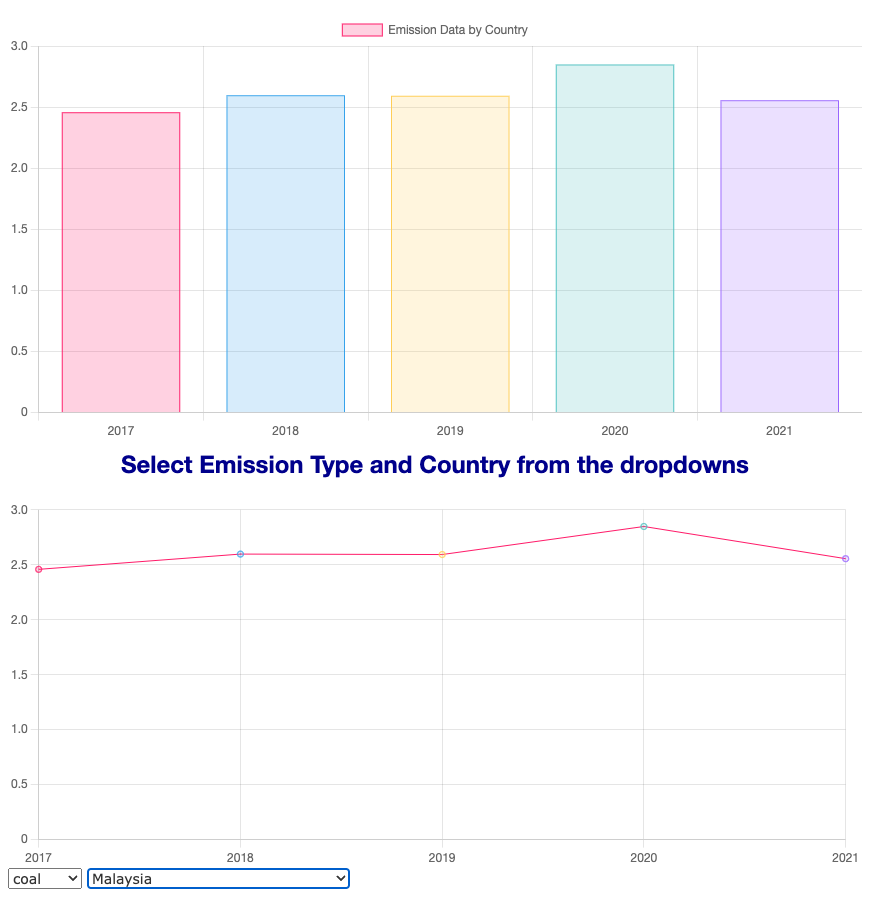 Emission Data by Country
3.0
2.5
2.0
1.5
1.0
0.5
0
2017 2018 2019 2020 2021
Select Emission Type and Country from the dropdowns
3.0
2.5
2.0
1.5
1.0
0.5
0
2017 2018 2019 2020 2021
coal Malaysia